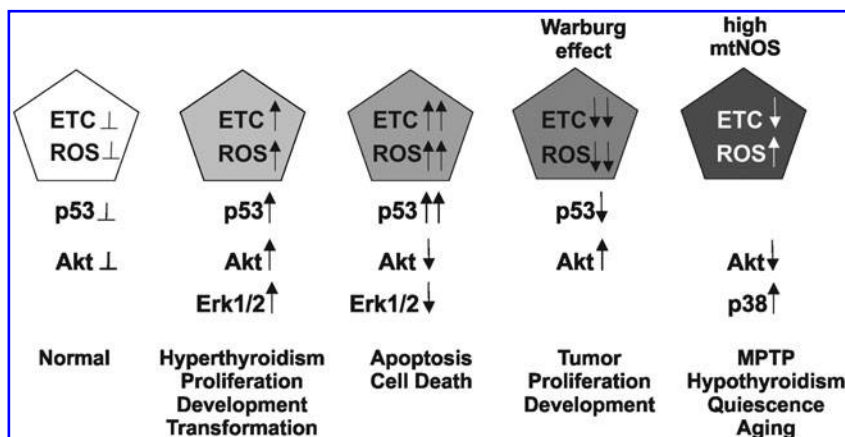 Warburg effect
high mtNOS
ETC ⊥
ROS ⊥
ETC ↑
ROS ↑
ETC ↑↑
ROS ↑↑
ETC ↓↓
ROS ↓↓
ETC ↓
ROS ↑
p53 ⊥
p53 ↑
p53 ↑↑
p53 ↓
Akt ⊥
Akt ↑
Akt ↓
Akt ↑
Akt ↓
Erk1/2 ↑
Erk1/2 ↓
p38 ↑
Normal
Hyperthyroidism
Proliferation
Development
Transformation
Apoptosis
Cell Death
Tumor
Proliferation
Development
MPTP
Hypothyroidism
Quiescence
Aging